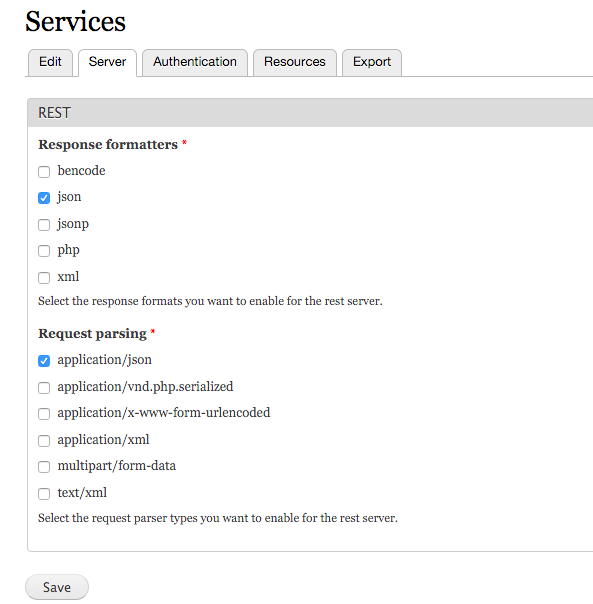 Services
Edit Server Authentication Resources Export
REST
Response formatters *
bencode
json
jsonp
php
xml
Select the response formats you want to enable for the rest server.
Request parsing *
application/json
application/vnd.php.serialized
application/x-www-form-urlencoded
application/xml
multipart/form-data
text/xml
Select the request parser types you want to enable for the rest server.
Save